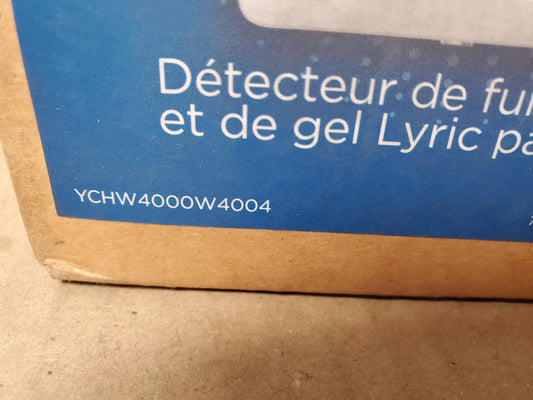 Détecteur de
et de gel Lyric
YCHW4000W4004